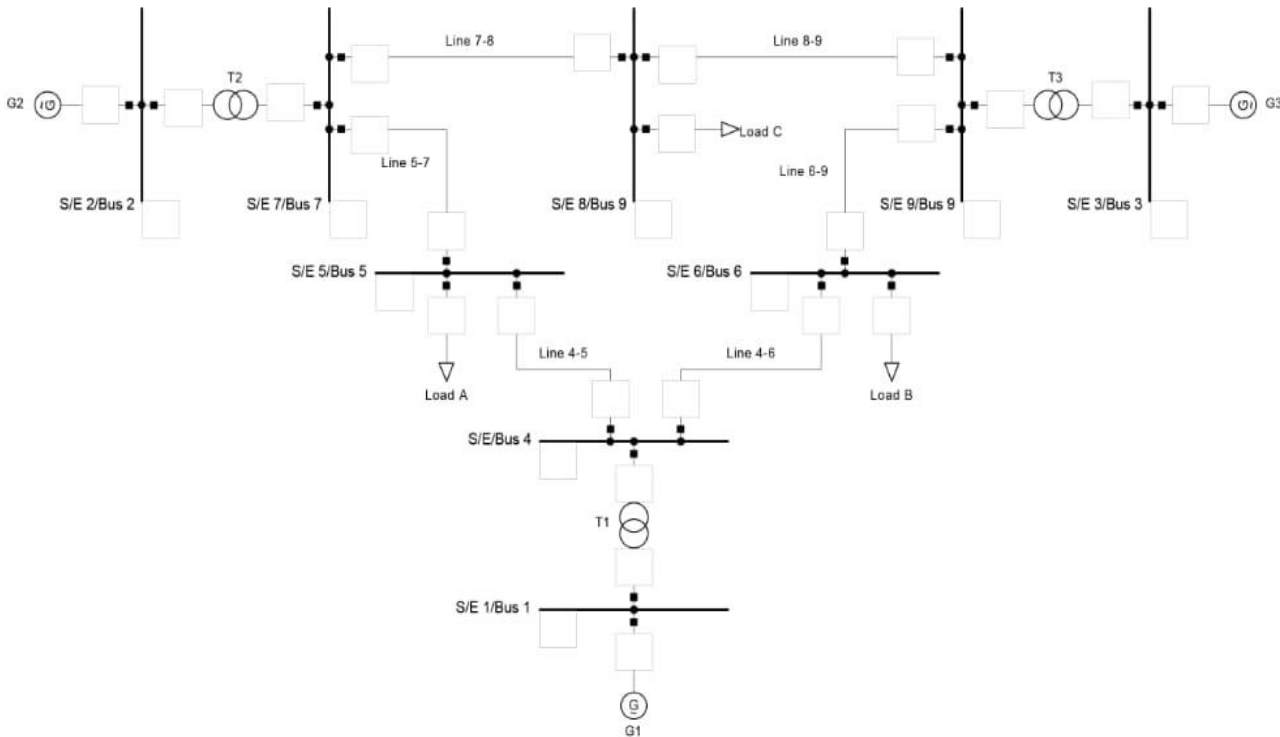 Line 7-8
Line 8-9
T2
T3
G2
G
G
G3
Load C
Line 5-7
Line 6-9
S/E 2/Bus 2
S/E 7/Bus 7
S/E 8/Bus 9
S/E 9/Bus 9
S/E 3/Bus 3
S/E 5/Bus 5
S/E 6/Bus 6
Line 4-5
Line 4-6
Load A
Load B
S/E/Bus 4
T1
S/E 1/Bus 1
G
G1